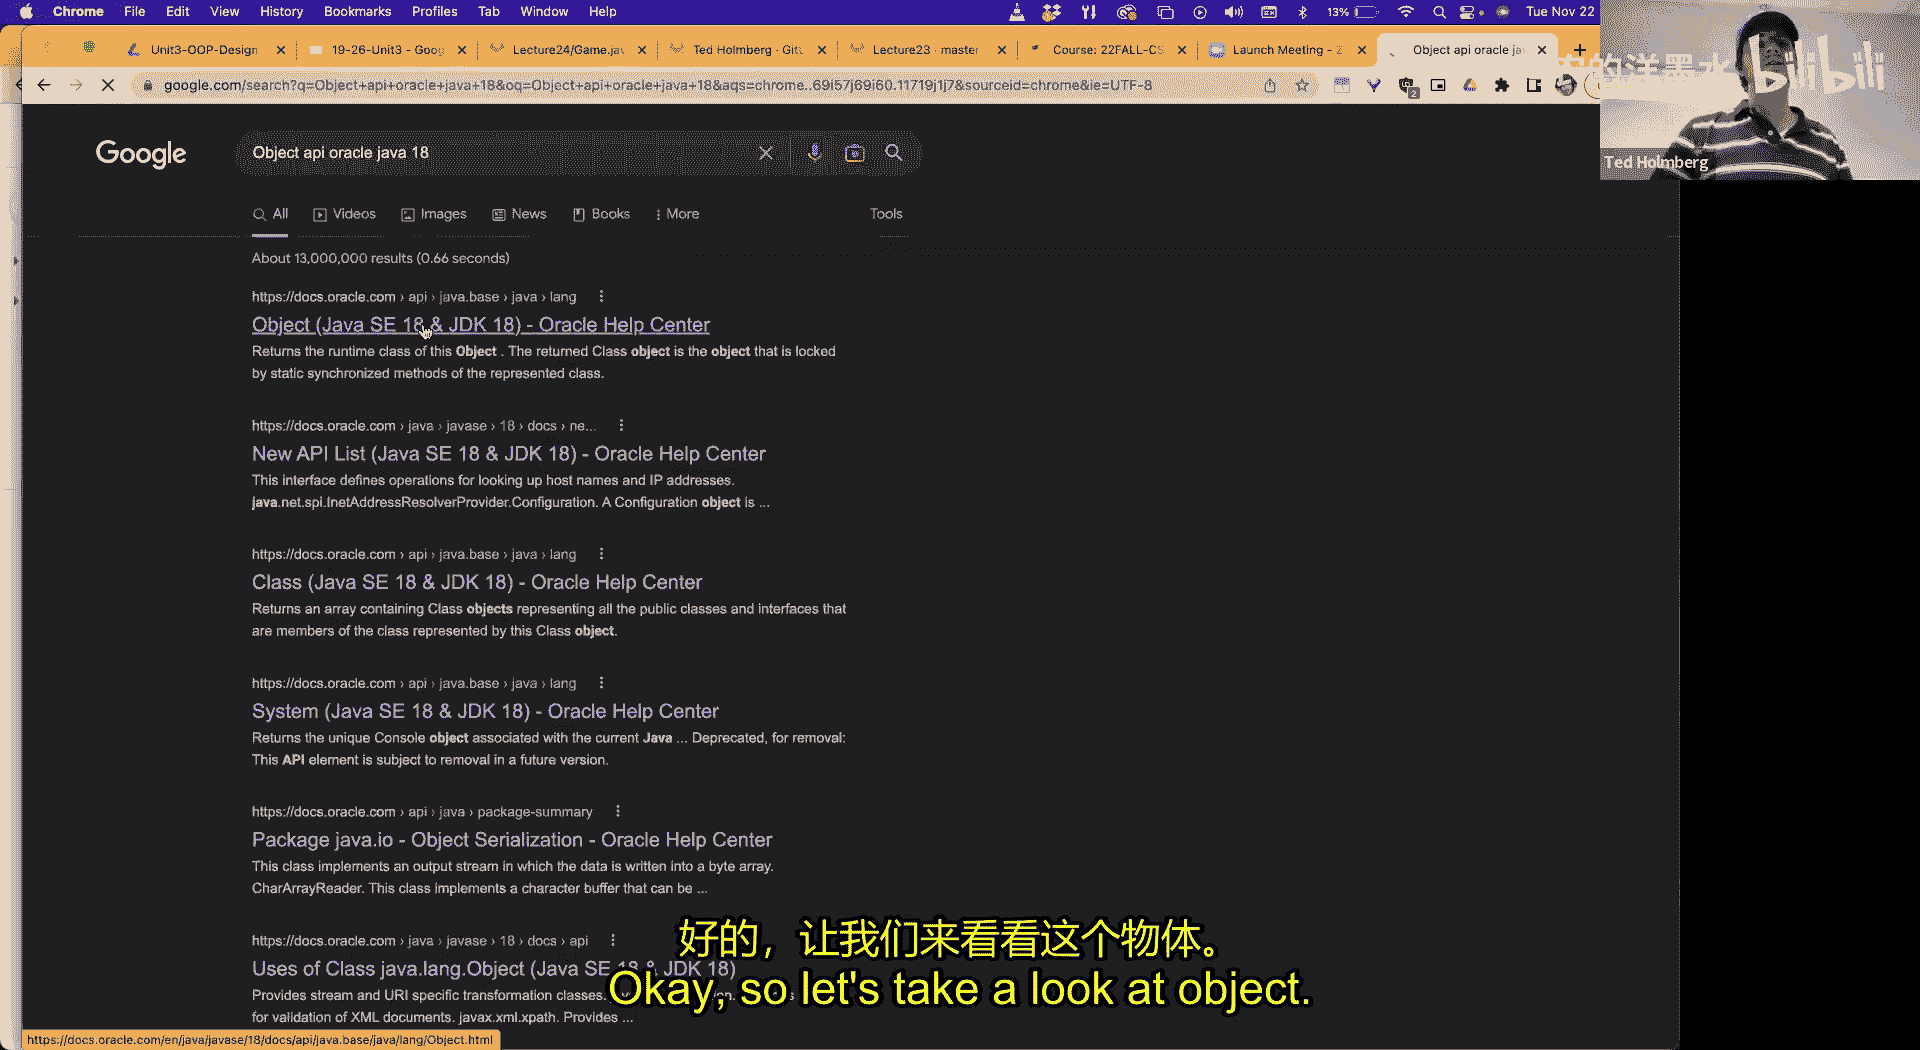 Chrome File Edit View History Bookmarks Profiles Tab Window Help 13% Tue Nov 22
Unit3-OOP-Design 19-26-Unit3 - Goog Lecture24/Game.jav Ted Holmberg · GitL Lecture23 · master Course: 22FALL-CS Launch Meeting - Z Object api oracle ja
google.com/search?q=Object+api+oracle+java+18&oq=Object+api+oracle+java+18&aqs=chrome..69i57j69i60.11719j1j7&sourceid=chrome&ie=UTF-8
2
的洋墨水 bilibili
Ted Holmberg
Google
Object api oracle java 18
All Videos Images News Books More Tools
About 13,000,000 results (0.66 seconds)
https://docs.oracle.com › api › java.base › java › lang
Object (Java SE 18 & JDK 18) - Oracle Help Center
Returns the runtime class of this Object . The returned Class object is the object that is locked
by static synchronized methods of the represented class.
https://docs.oracle.com › java › javase › 18 › docs › ne...
New API List (Java SE 18 & JDK 18) - Oracle Help Center
This interface defines operations for looking up host names and IP addresses.
java.net.spi.InetAddressResolverProvider.Configuration. A Configuration object is ...
https://docs.oracle.com › api › java.base › java › lang
Class (Java SE 18 & JDK 18) - Oracle Help Center
Returns an array containing Class objects representing all the public classes and interfaces that
are members of the class represented by this Class object.
https://docs.oracle.com › api › java.base › java › lang
System (Java SE 18 & JDK 18) - Oracle Help Center
Returns the unique Console object associated with the current Java ... Deprecated, for removal:
This API element is subject to removal in a future version.
https://docs.oracle.com › api › java › package-summary
Package java.io - Object Serialization - Oracle Help Center
This class implements an output stream in which the data is written into a byte array.
CharArrayReader. This class implements a character buffer that can be ...
https://docs.oracle.com › java › javase › 18 › docs › api
Uses of Class java.lang.Object (Java SE 18 & JDK 18)
Provides stream and URI specific transformation classes.
for validation of XML documents. javax.xml.xpath. Provides ...
好的，让我们来看看这个物体。
Okay, so let's take a look at object.
https://docs.oracle.com/en/java/javase/18/docs/api/java.base/java/lang/Object.html